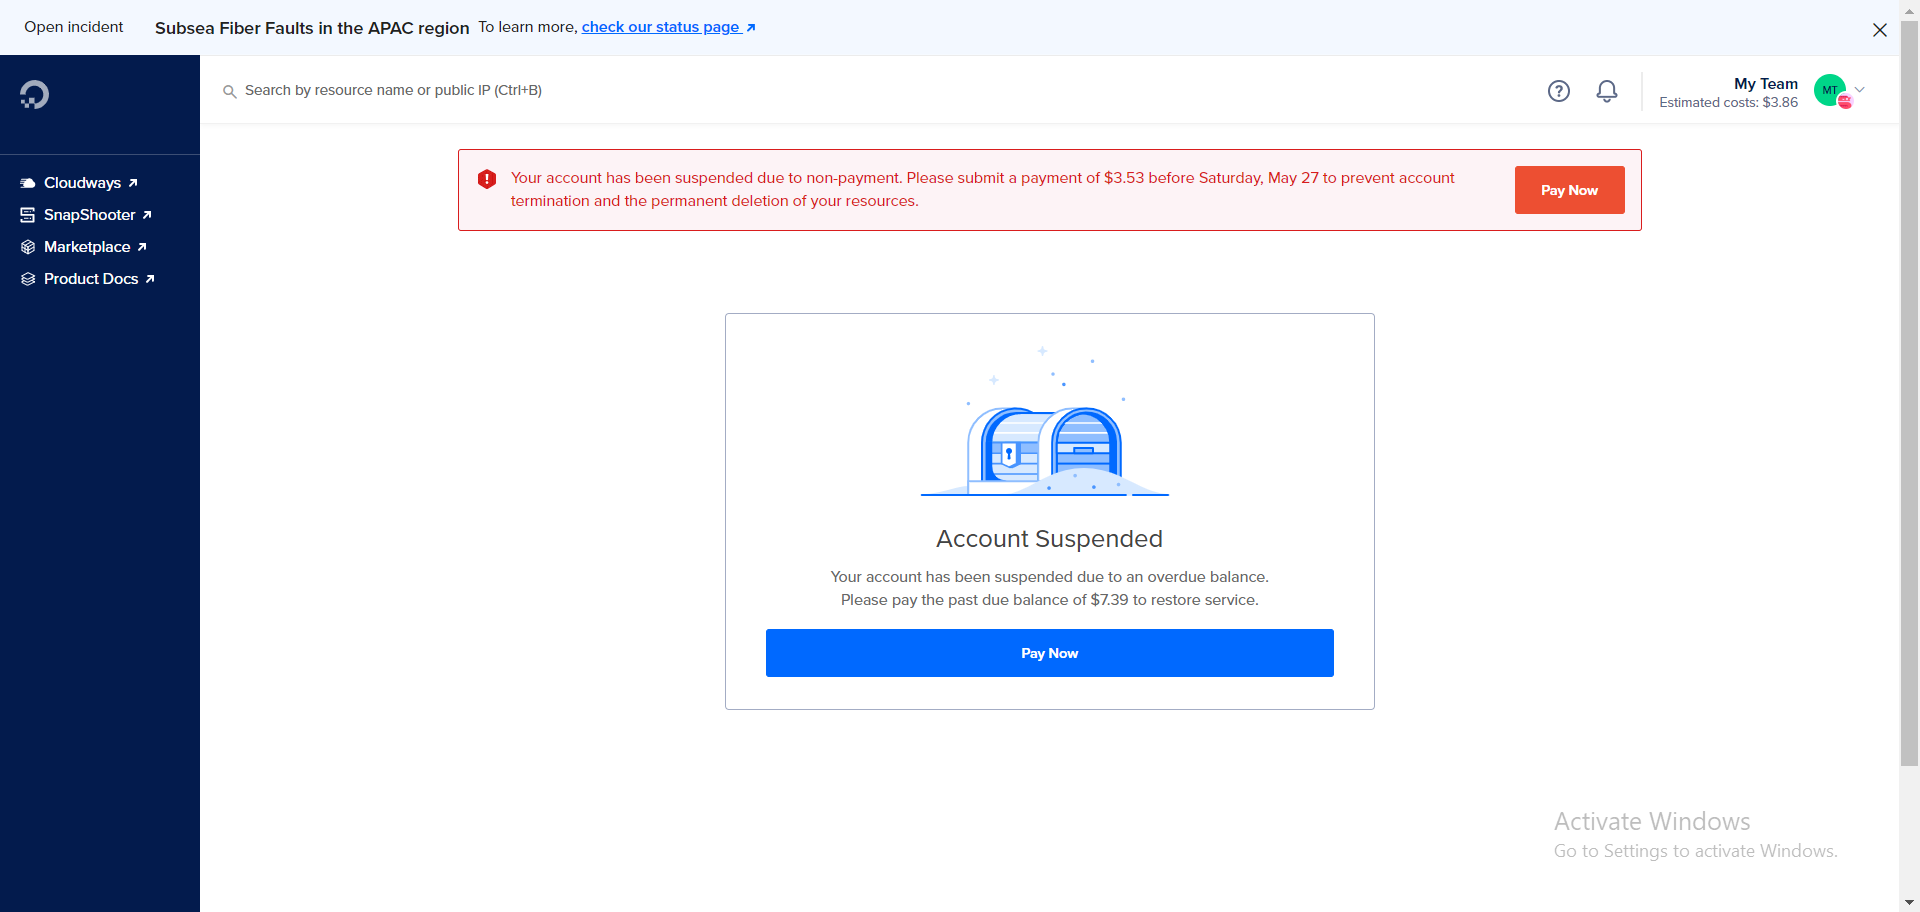 Open incident
Subsea Fiber Faults in the APAC region To learn more, check our status page
Search by resource name or public IP (Ctrl+B)
My Team
Estimated costs: $3.86
MT
Cloudways
SnapShooter
Marketplace
Product Docs
Your account has been suspended due to non-payment. Please submit a payment of $3.53 before Saturday, May 27 to prevent account
termination and the permanent deletion of your resources.
Pay Now
Account Suspended
Your account has been suspended due to an overdue balance.
Please pay the past due balance of $7.39 to restore service.
Pay Now
Activate Windows
Go to Settings to activate Windows.